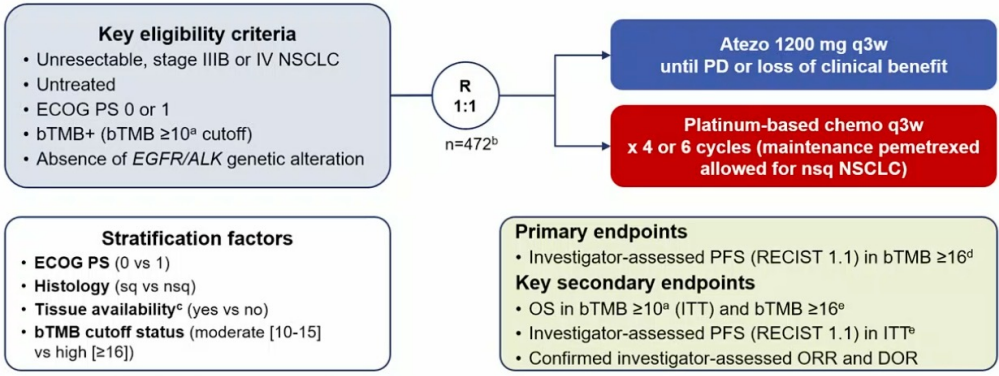 Key eligibility criteria
• Unresectable, stage IIIB or IV NSCLC
• Untreated
• ECOG PS 0 or 1
• bTMB+ (bTMB ≥10ᵃ cutoff)
• Absence of EGFR/ALK genetic alteration
R
1:1
n=472ᵇ
Atezo 1200 mg q3w
until PD or loss of clinical benefit
Platinum-based chemo q3w
x 4 or 6 cycles (maintenance pemetrexed
allowed for nsq NSCLC)
Stratification factors
• ECOG PS (0 vs 1)
• Histology (sq vs nsq)
• Tissue availabilityᶜ (yes vs no)
• bTMB cutoff status (moderate [10-15]
vs high [≥16])
Primary endpoints
• Investigator-assessed PFS (RECIST 1.1) in bTMB ≥16ᵈ
Key secondary endpoints
• OS in bTMB ≥10ᵃ (ITT) and bTMB ≥16ᵉ
• Investigator-assessed PFS (RECIST 1.1) in ITTᵉ
• Confirmed investigator-assessed ORR and DOR